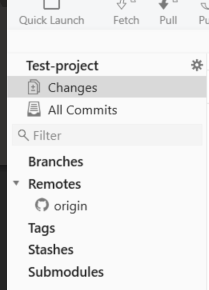 Quick Launch Fetch Pull
Test-project
Changes
All Commits
Filter
Branches
Remotes
origin
Tags
Stashes
Submodules